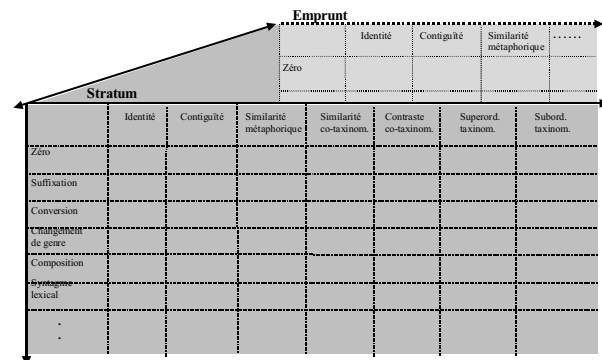 Emprunt
Identité Contiguïté Similarité métaphorique ......
Zéro
Stratum
Identité Contiguïté Similarité métaphorique Similarité co-taxinom. Contraste co-taxinom. Superord. taxinom. Subord. taxinom.
Zéro
Suffixation
Conversion
Changement
de genre
Composition
Syntagme
lexical
.
.